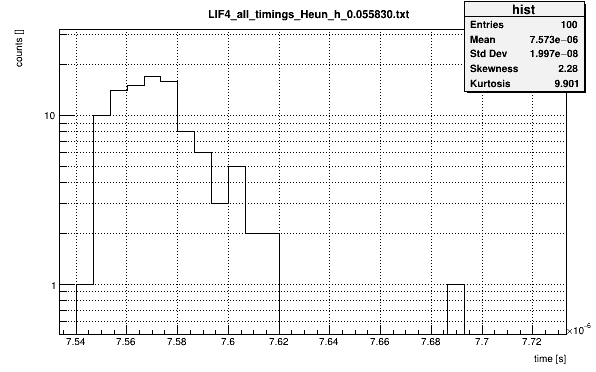 LIF4_all_timings_Heun_h_0.055830.txt
hist
Entries 100
Mean 7.573e−06
Std Dev 1.997e−08
Skewness 2.28
Kurtosis 9.901
counts []
10
1
7.54 7.56 7.58 7.6 7.62 7.64 7.66 7.68 7.7 7.72
×10⁻⁶
time [s]